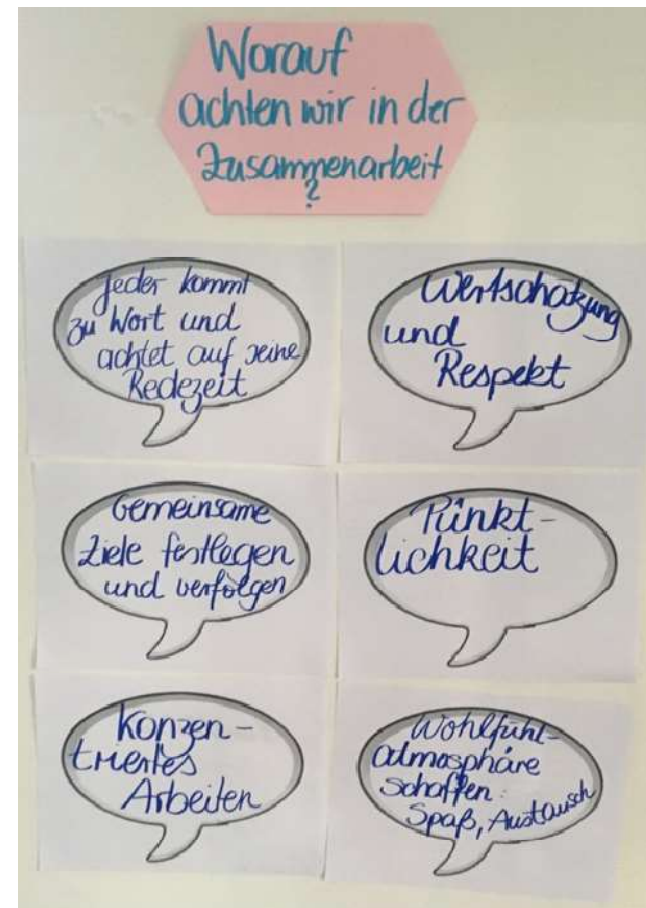 Worauf
achten wir in der
Zusammenarbeit
?
Jeder kommt
zu Wort und
achtet auf seine
Redezeit
Wertschätzung
und
Respekt
Gemeinsame
Ziele festlegen
und verfolgen
Pünkt-
lichkeit
Konzen-
triertes
Arbeiten
Wohlfühl-
atmosphäre
schaffen:
Spaß, Austausch